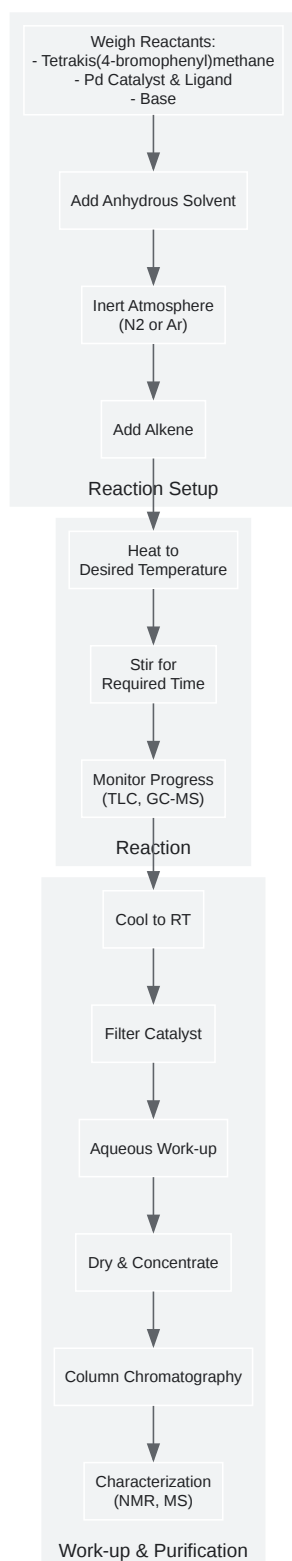 Weigh Reactants:
- Tetrakis(4-bromophenyl)methane
- Pd Catalyst & Ligand
- Base
Add Anhydrous Solvent
Inert Atmosphere
(N2 or Ar)
Add Alkene
Reaction Setup
Heat to
Desired Temperature
Stir for
Required Time
Monitor Progress
(TLC, GC-MS)
Reaction
Cool to RT
Filter Catalyst
Aqueous Work-up
Dry & Concentrate
Column Chromatography
Characterization
(NMR, MS)
Work-up & Purification